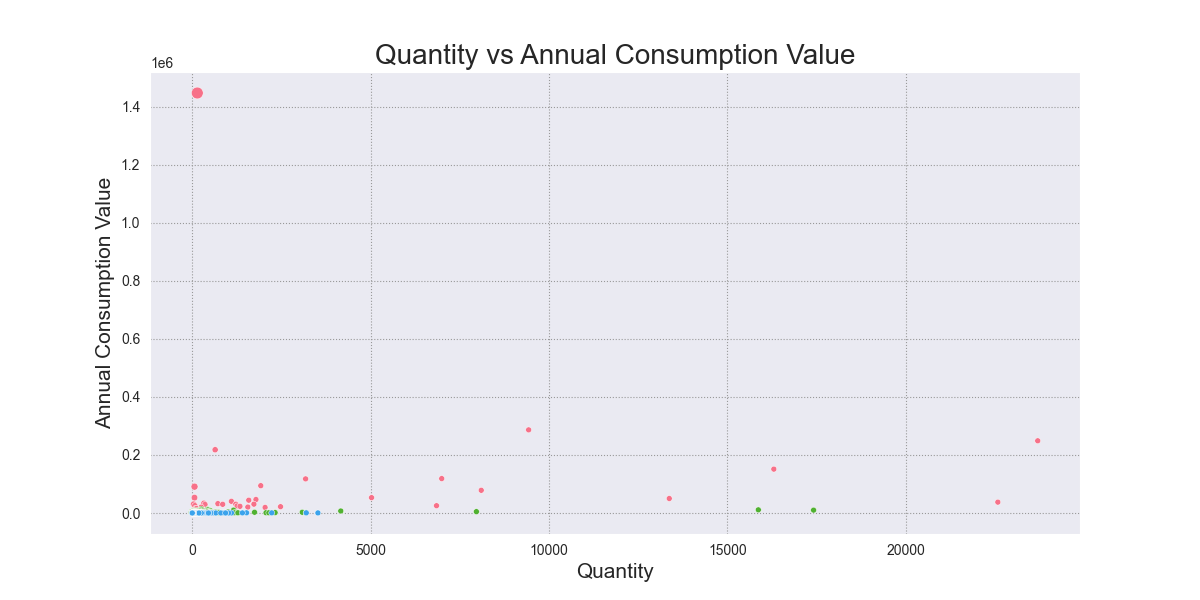 Quantity vs Annual Consumption Value
1e6
1.4
1.2
1.0
0.8
0.6
0.4
0.2
0.0
Annual Consumption Value
0 5000 10000 15000 20000
Quantity